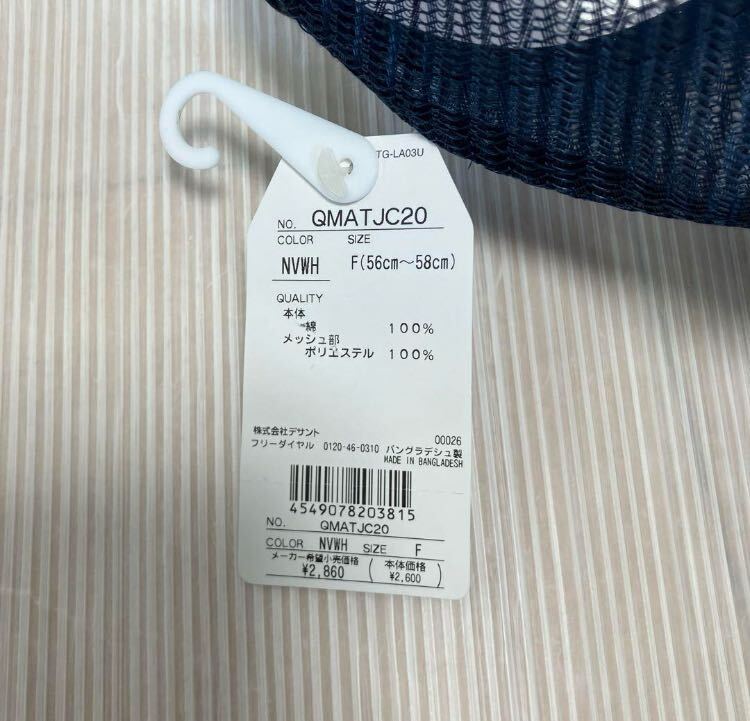 TG-LA03U
NO. QMATJC20
COLOR SIZE
NVWH F(56cm～58cm)
QUALITY
本体
綿 100%
メッシュ部
ポリエステル 100%
株式会社デサント 00026
フリーダイヤル 0120-46-0310 バングラデシュ製
MADE IN BANGLADESH
4549078203815
NO. QMATJC20
COLOR NVWH SIZE F
メーカー希望小売価格 本体価格
¥2,860 ( ¥2,600 )